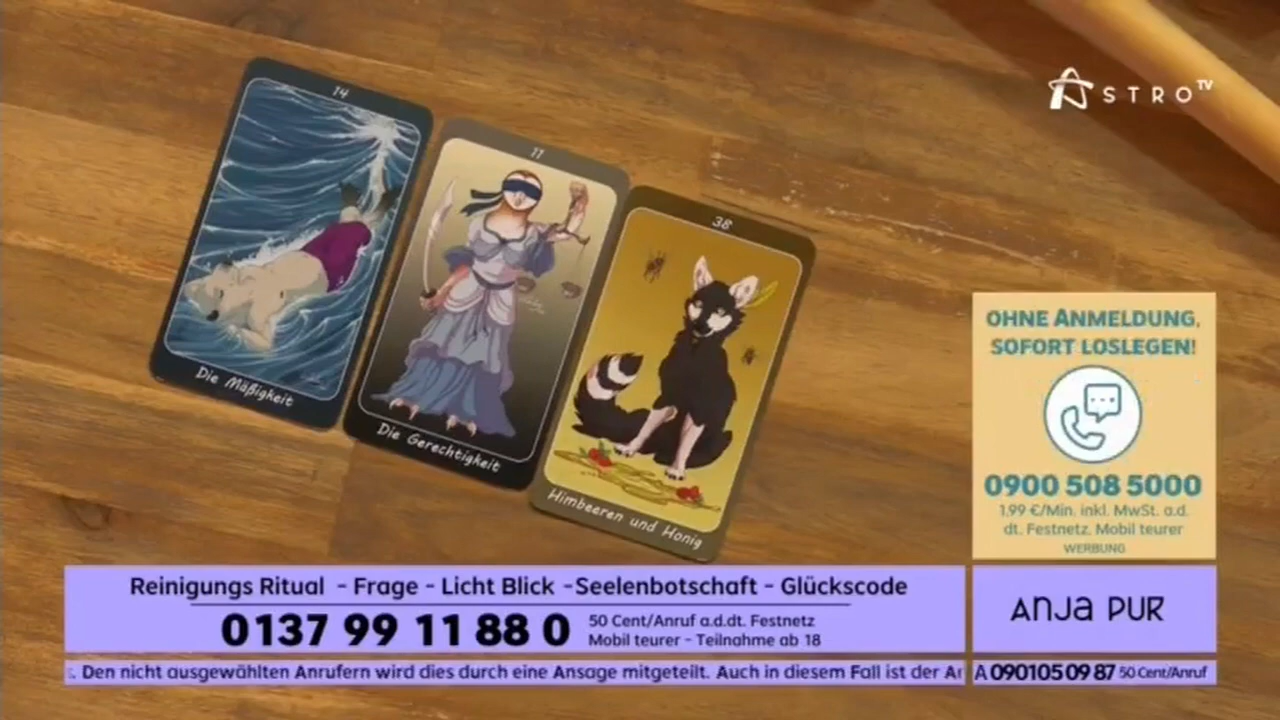 14
Die Mäßigkeit
11
Die Gerechtigkeit
38
Himbeeren und Honig
ASTRO TV
OHNE ANMELDUNG,
SOFORT LOSLEGEN!
0900 508 5000
1,99 €/Min. inkl. MwSt. a.d.
dt. Festnetz. Mobil teurer
WERBUNG
Reinigungs Ritual - Frage - Licht Blick -Seelenbotschaft - Glückscode
0137 99 11 88 0
50 Cent/Anruf a.d.dt. Festnetz
Mobil teurer - Teilnahme ab 18
ANJA PUR
. Den nicht ausgewählten Anrufern wird dies durch eine Ansage mitgeteilt. Auch in diesem Fall ist der
A 090105 09 87 50 Cent/Anruf